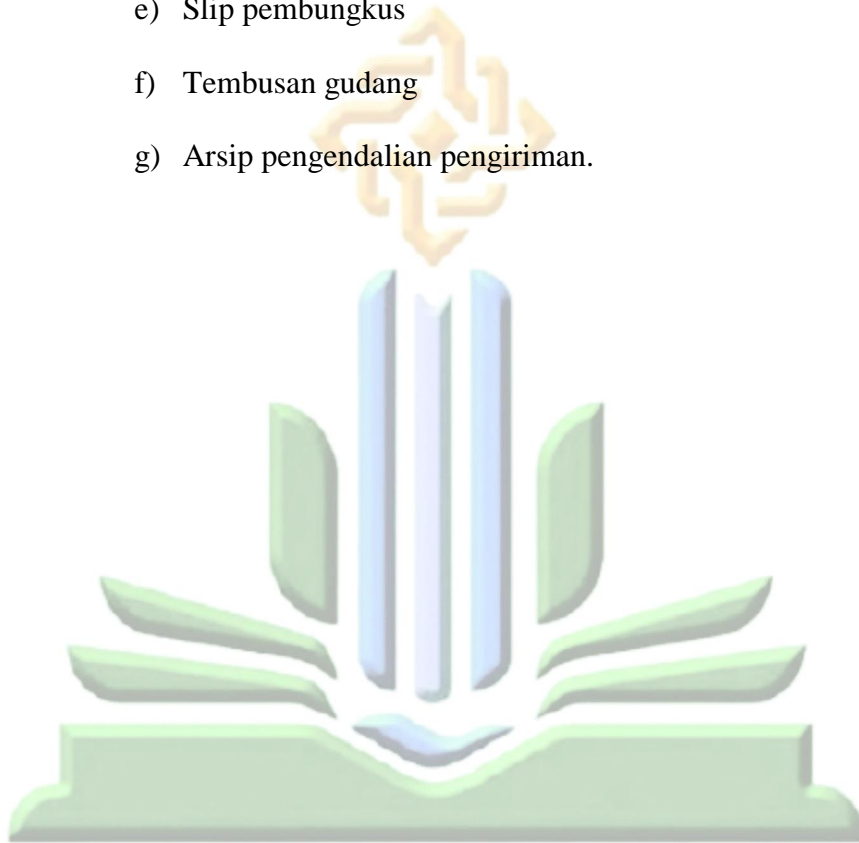 e) Slip pembungkus
f) Tembusan gudang
g) Arsip pengendalian pengiriman.